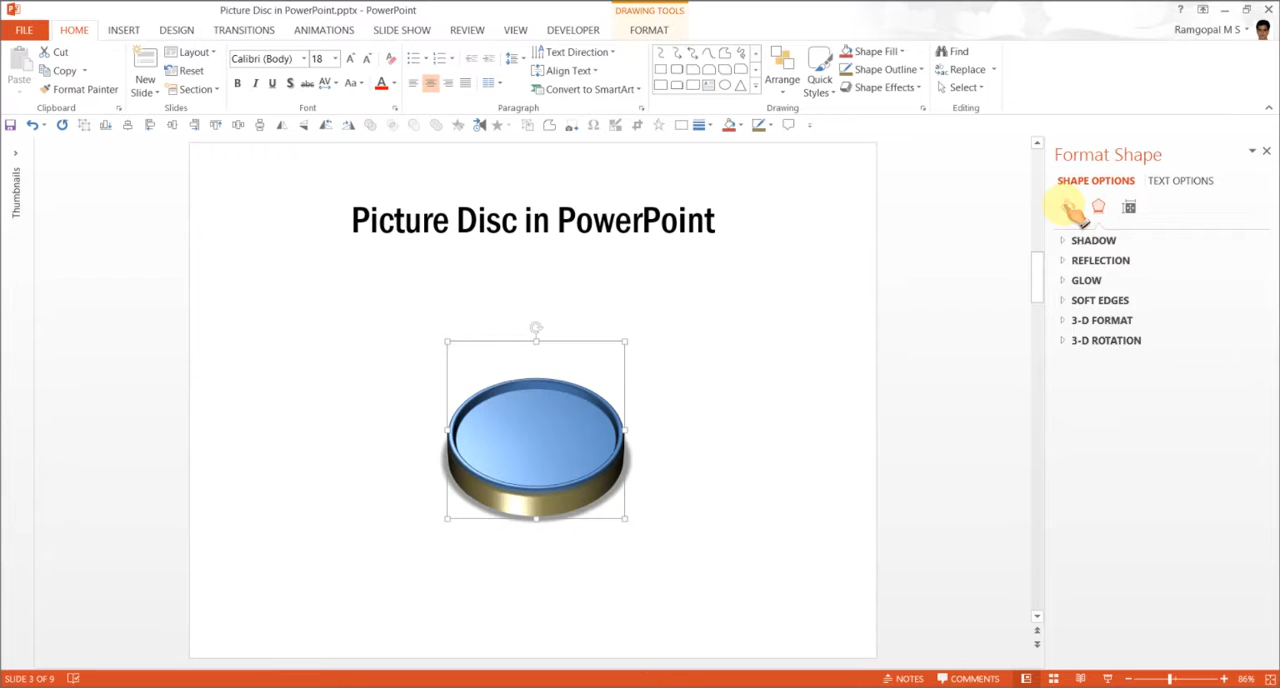 Picture Disc in PowerPoint.pptx - PowerPoint
DRAWING TOOLS
?
FILE HOME INSERT DESIGN TRANSITIONS ANIMATIONS SLIDE SHOW REVIEW VIEW DEVELOPER FORMAT
Ramgopal M S
Paste
Cut
Copy
Format Painter
Clipboard
New
Slide
Layout
Reset
Section
Slides
Calibri (Body) 18
B I U S abc AV Aa A
Font
Text Direction
Align Text
Convert to SmartArt
Paragraph
Arrange
Quick
Styles
Shape Fill
Shape Outline
Shape Effects
Drawing
Find
Replace
Select
Editing
Thumbnails
Picture Disc in PowerPoint
Format Shape
SHAPE OPTIONS TEXT OPTIONS
SHADOW
REFLECTION
GLOW
SOFT EDGES
3-D FORMAT
3-D ROTATION
SLIDE 3 OF 9
NOTES COMMENTS 86%